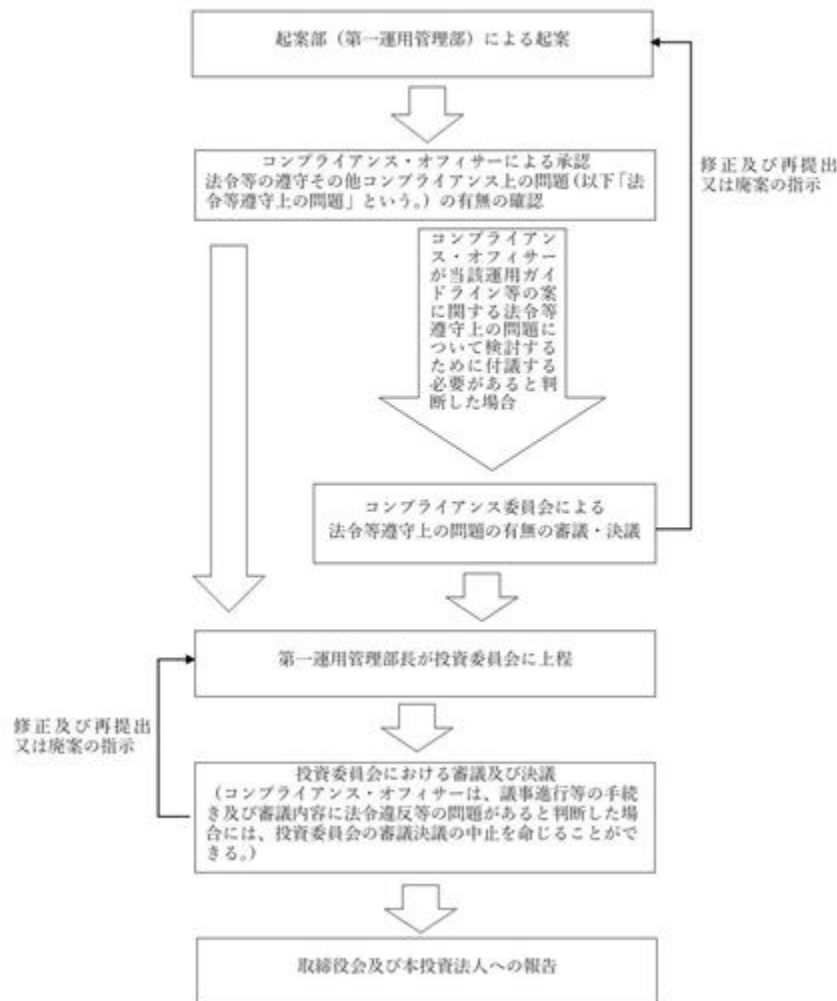 起案部（第一運用管理部）による起案
コンプライアンス・オフィサーによる承認
法令等の遵守その他コンプライアンス上の問題（以下「法
令等遵守上の問題」という。）の有無の確認
修正及び再提出
又は廃案の指示
コンプライアン
ス・オフィサー
が当該運用ガイ
ドライン等の案
に関する法令等
遵守上の問題に
ついて検討する
ために付議する
必要があると判
断した場合
コンプライアンス委員会による
法令等遵守上の問題の有無の審議・決議
第一運用管理部長が投資委員会に上程
修正及び再提出
又は廃案の指示
投資委員会における審議及び決議
（コンプライアンス・オフィサーは、議事進行等の手続
き及び審議内容に法令違反等の問題があると判断した場
合には、投資委員会の審議決議の中止を命じることがで
きる。）
取締役会及び本投資法人への報告